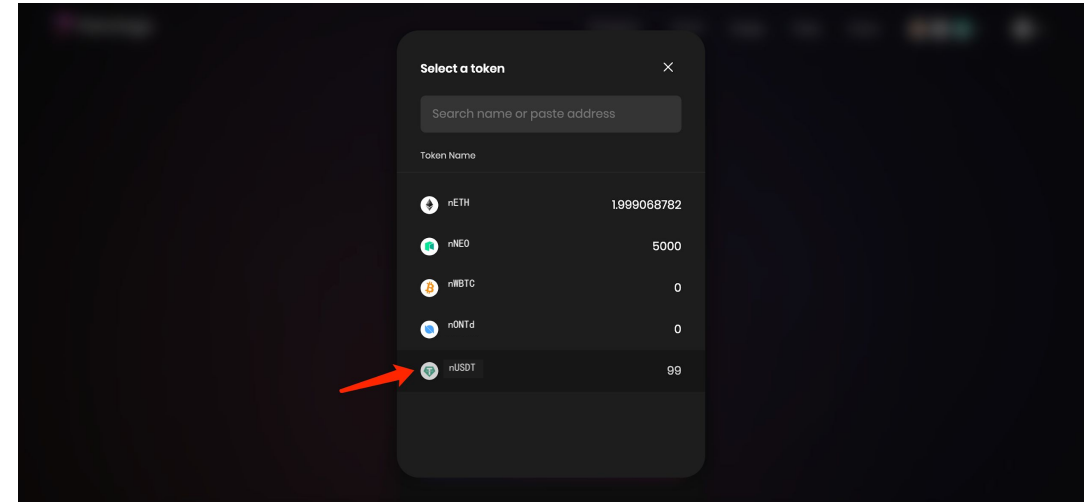 Select a token
Search name or paste address
Token Name
nETH 1.999068782
nNEO 5000
nWBTC 0
nONTd 0
nUSDT 99